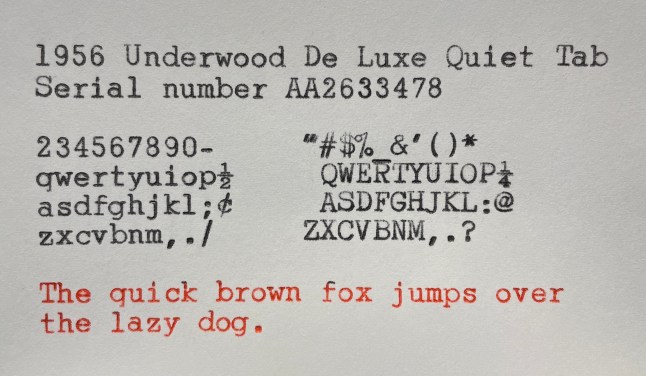 1956 Underwood De Luxe Quiet Tab
Serial number AA2633478
234567890- "#$%_&'()*
qwertyuiop½ QWERTYUIOP¼
asdfghjkl;¢ ASDFGHJKL:@
zxcvbnm,./ ZXCVBNM,.?
The quick brown fox jumps over
the lazy dog.